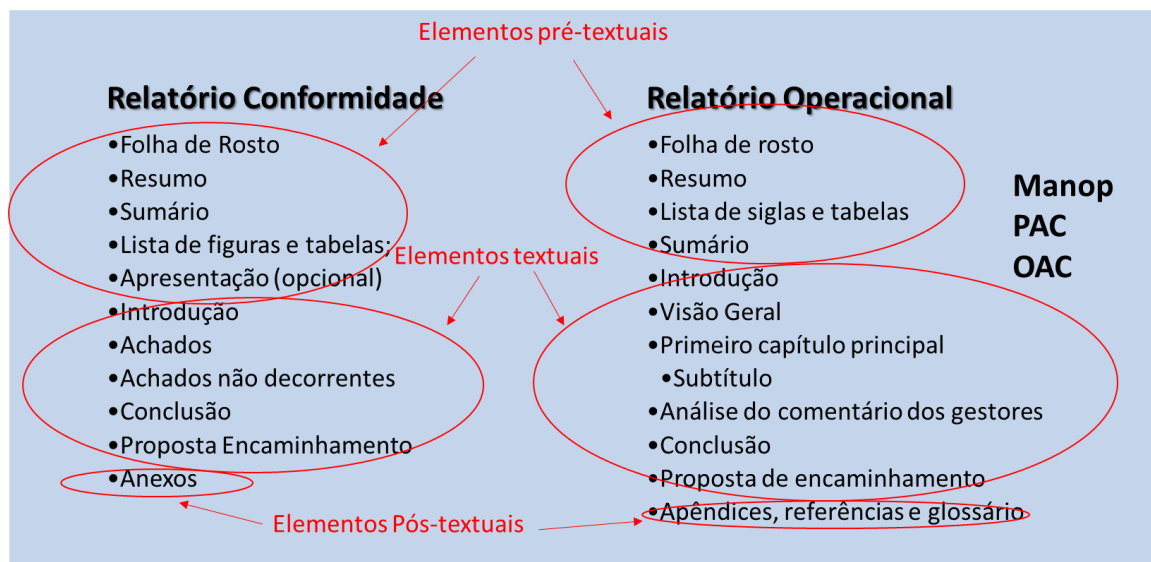 Elementos pré-textuais
Relatório Conformidade
•Folha de Rosto
•Resumo
•Sumário
•Lista de figuras e tabelas;
•Apresentação (opcional)
•Introdução
•Achados
•Achados não decorrentes
•Conclusão
•Proposta Encaminhamento
•Anexos
Elementos textuais
Relatório Operacional
•Folha de rosto
•Resumo
•Lista de siglas e tabelas
•Sumário
•Introdução
•Visão Geral
•Primeiro capítulo principal
•Subtítulo
•Análise do comentário dos gestores
•Conclusão
•Proposta de encaminhamento
•Apêndices, referências e glossário
Manop
PAC
OAC
Elementos Pós-textuais